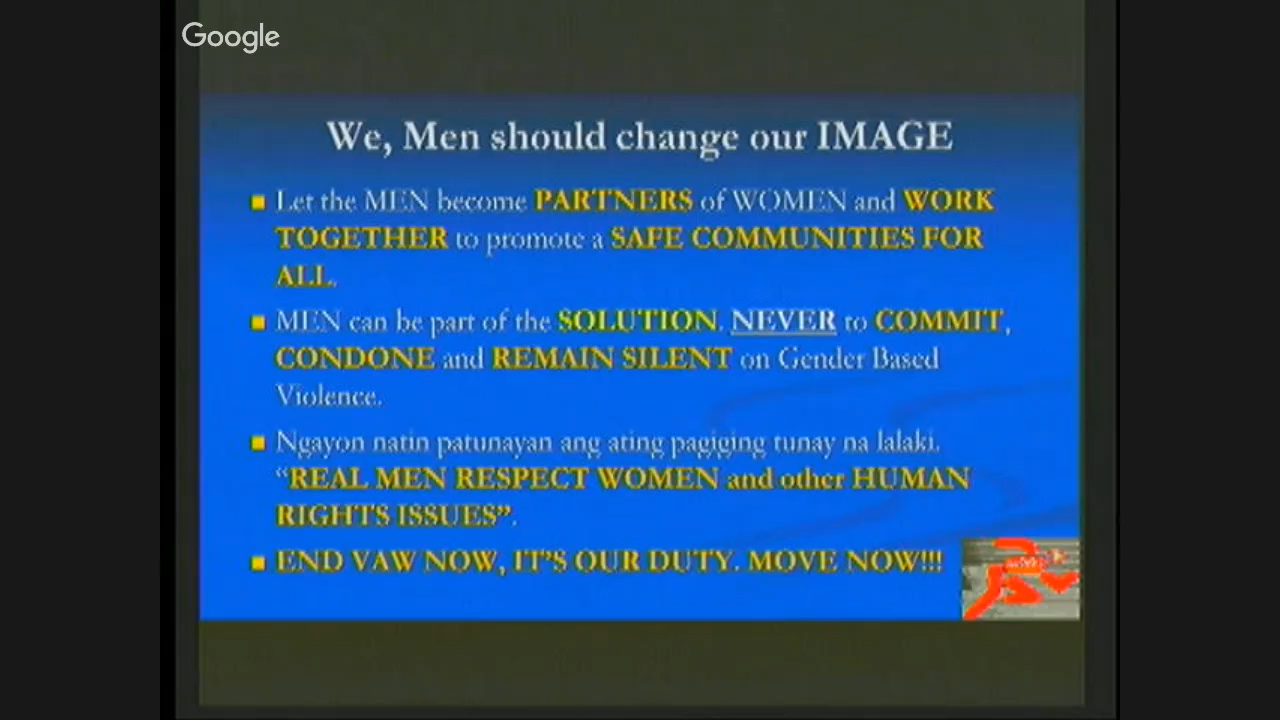 Google
We, Men should change our IMAGE
Let the MEN become PARTNERS of WOMEN and WORK
TOGETHER to promote a SAFE COMMUNITIES FOR
ALL.
MEN can be part of the SOLUTION. NEVER to COMMIT,
CONDONE and REMAIN SILENT on Gender Based
Violence.
Ngayon natin patunayan ang ating pagiging tunay na lalaki.
“REAL MEN RESPECT WOMEN and other HUMAN
RIGHTS ISSUES”.
END VAW NOW, IT’S OUR DUTY. MOVE NOW!!!